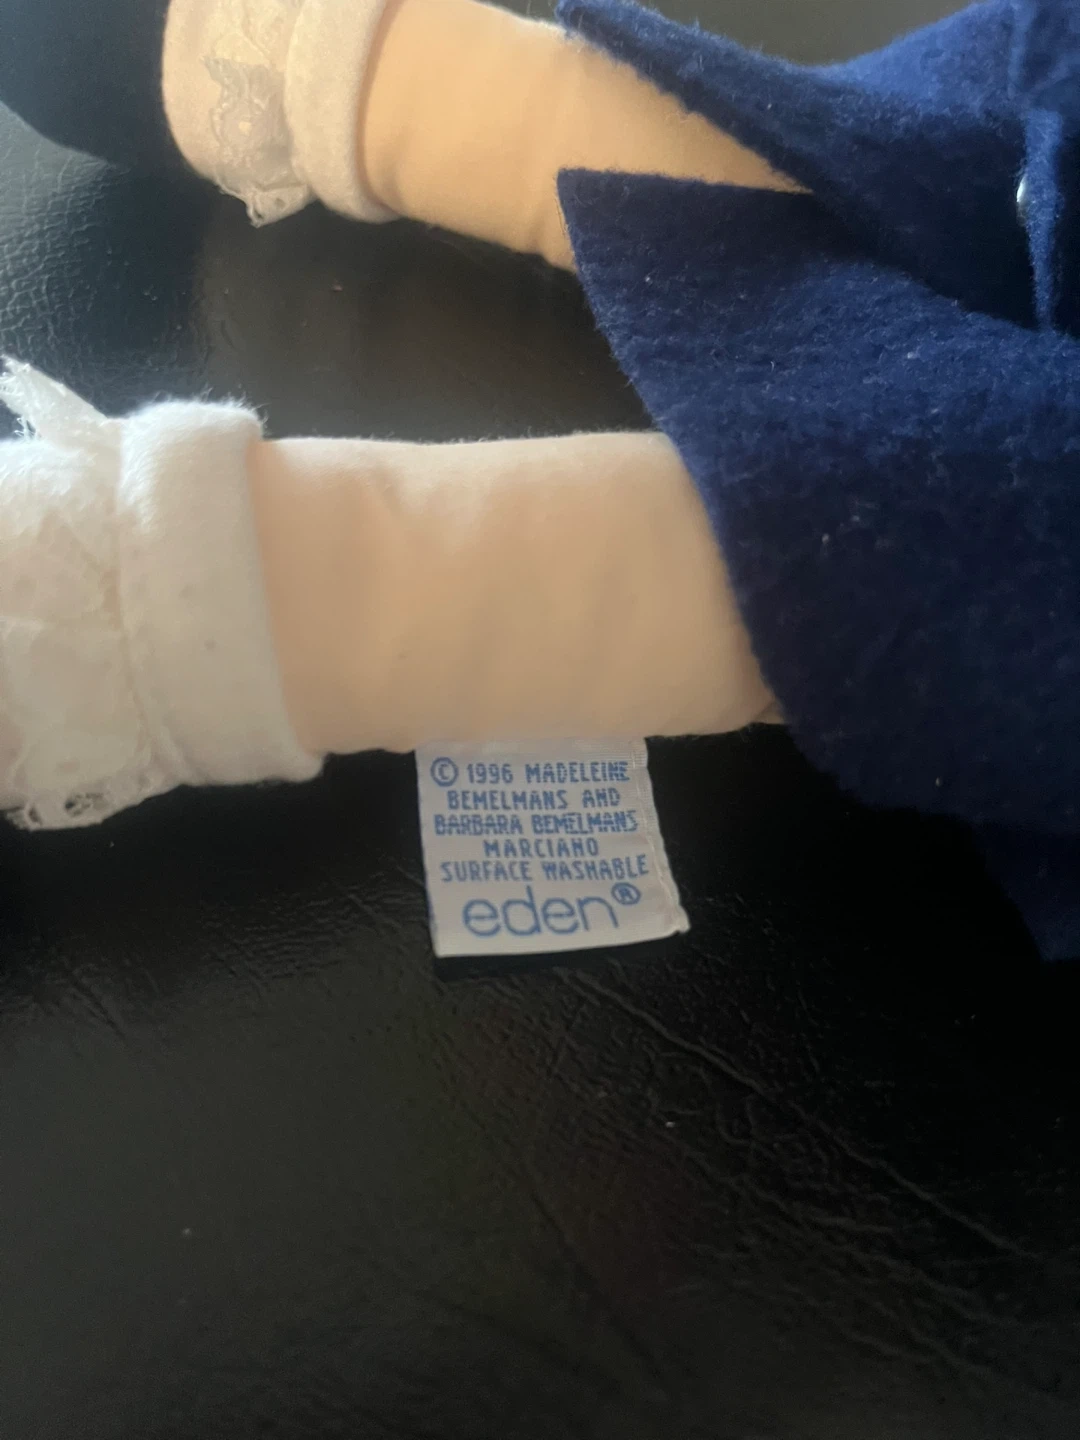 © 1996 MADELEINE
BEMELMANS AND
BARBARA BEMELMANS
MARCIANO
SURFACE WASHABLE
eden®